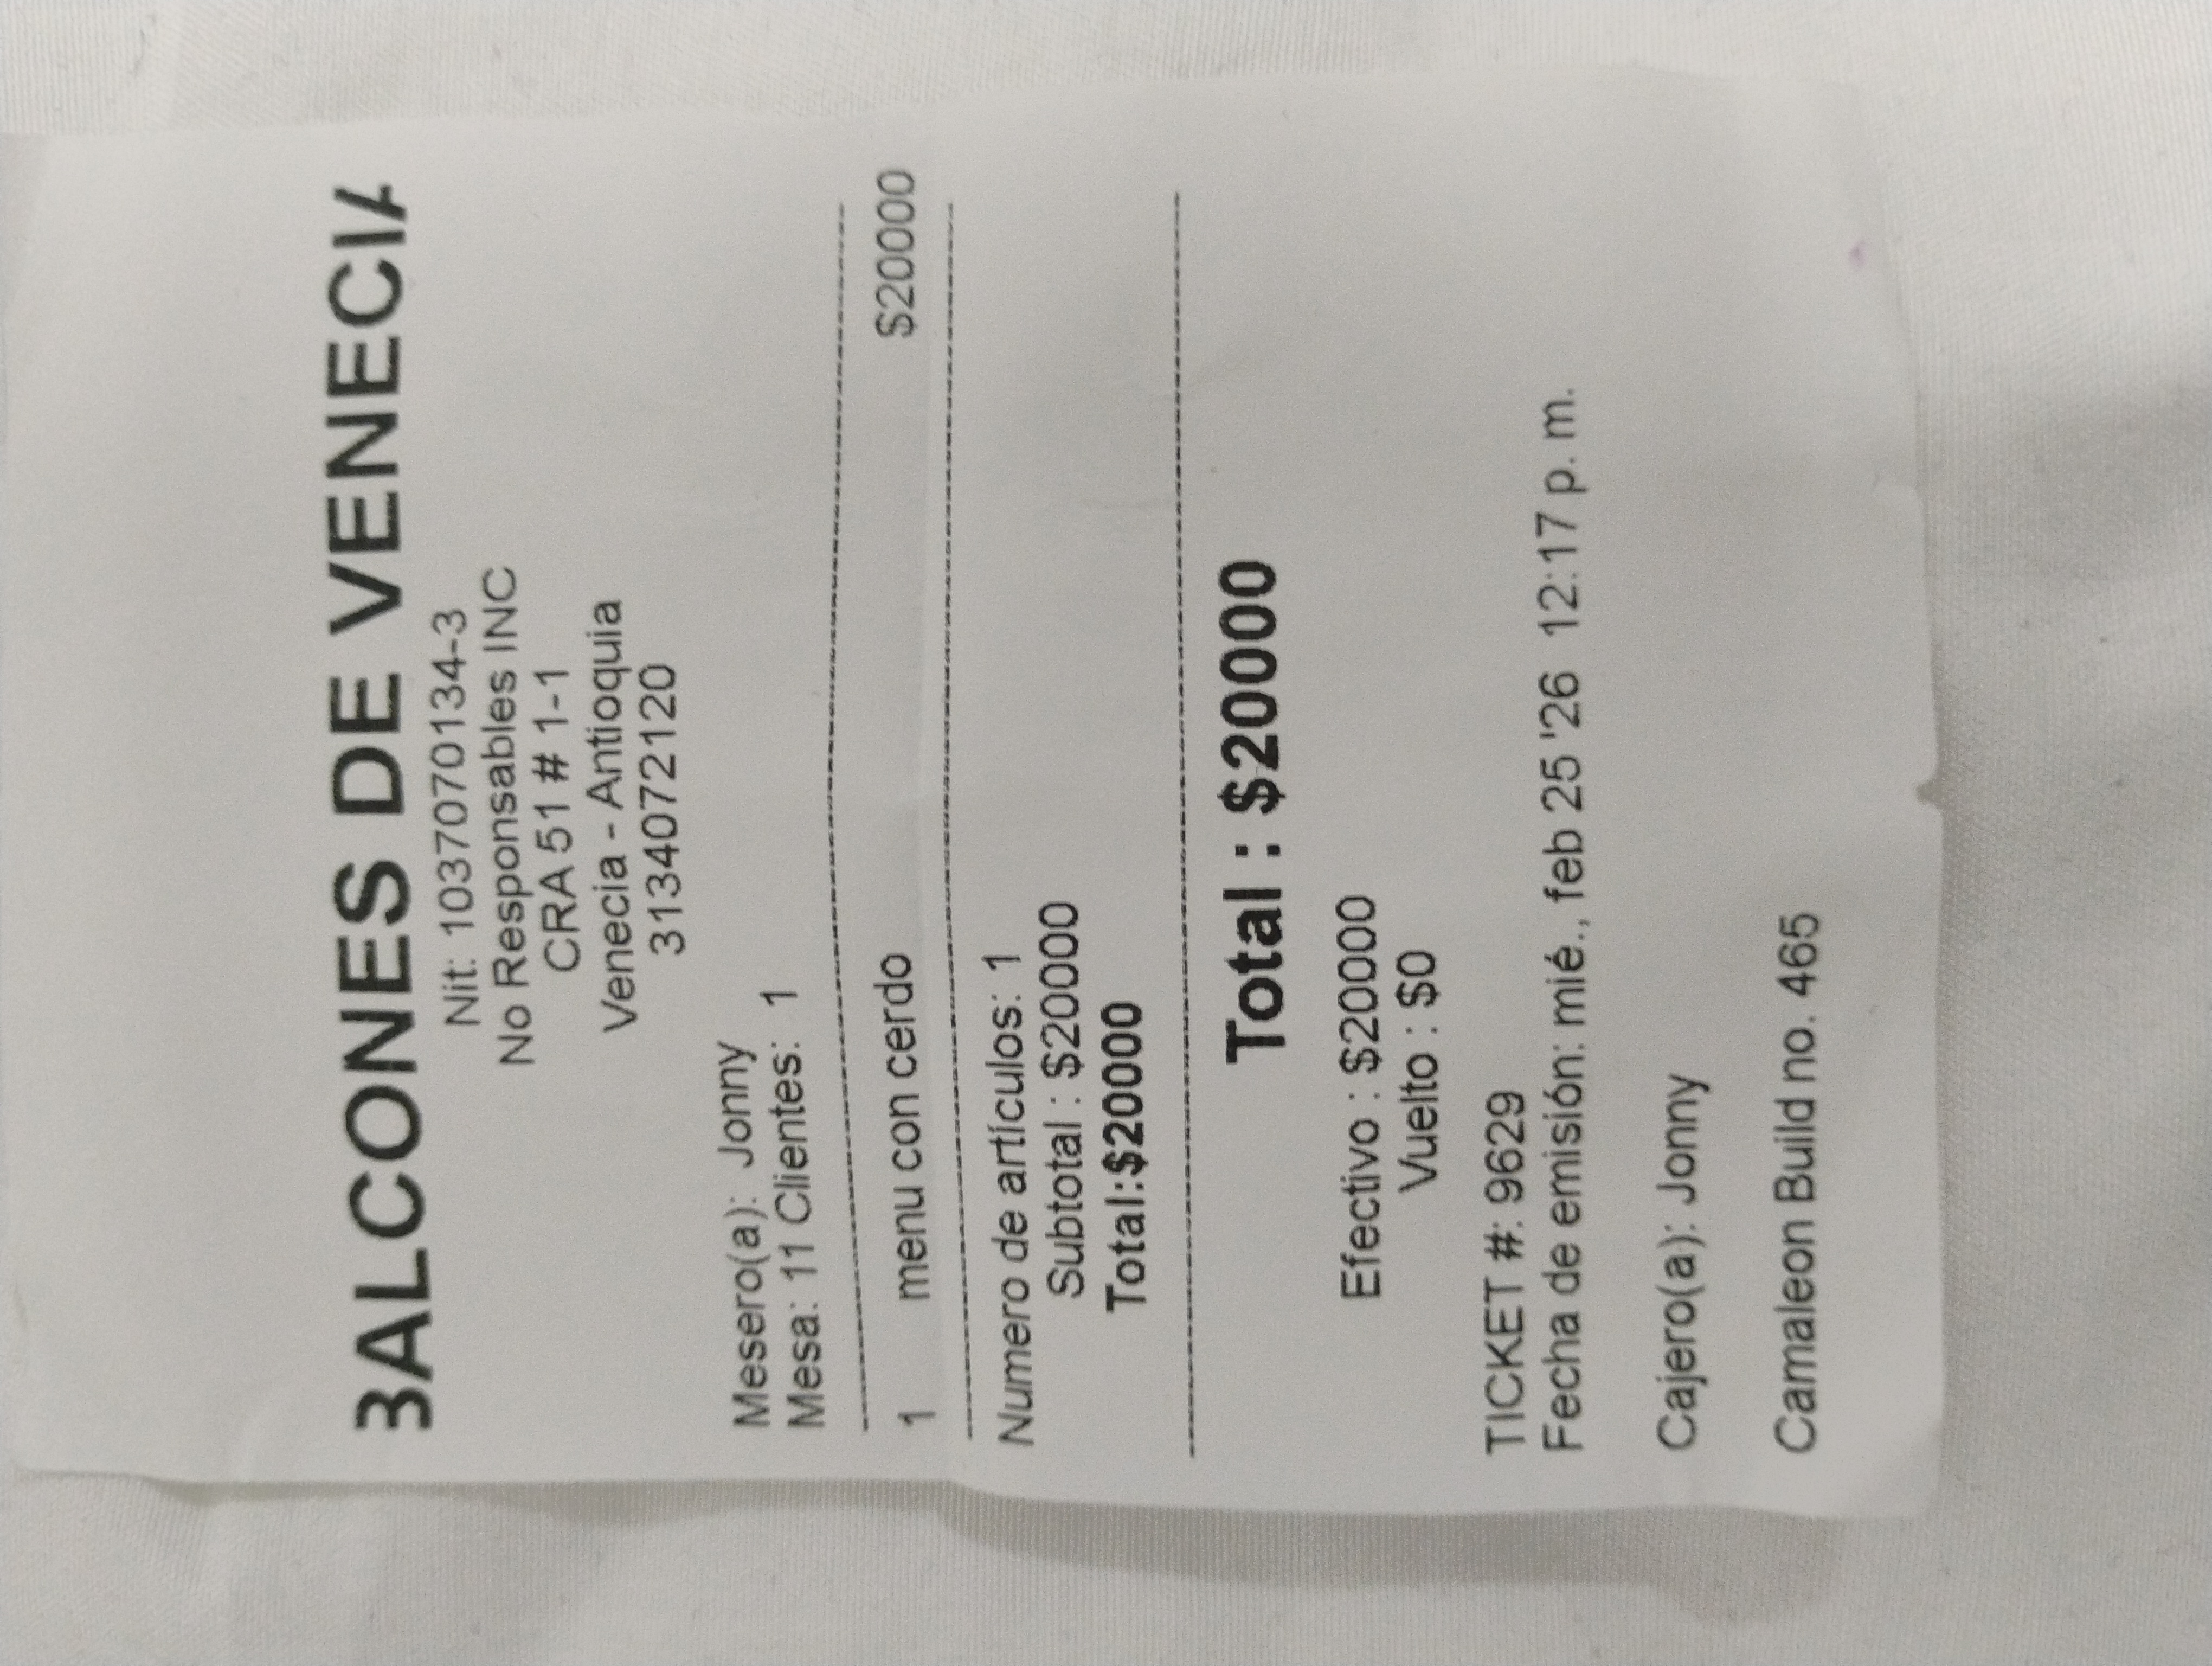 BALCONES DE VENECIA
Nit: 1037070134-3
No Responsables INC
CRA 51 # 1-1
Venecia - Antioquia
3134072120
Mesero(a): Jonny
Mesa: 11 Clientes: 1
1 menu con cerdo $20000
Numero de artículos: 1
Subtotal : $20000
Total:$20000
Total : $20000
Efectivo : $20000
Vuelto : $0
TICKET #: 9629
Fecha de emisión: mié., feb 25 '26 12:17 p. m.
Cajero(a): Jonny
Camaleon Build no. 465